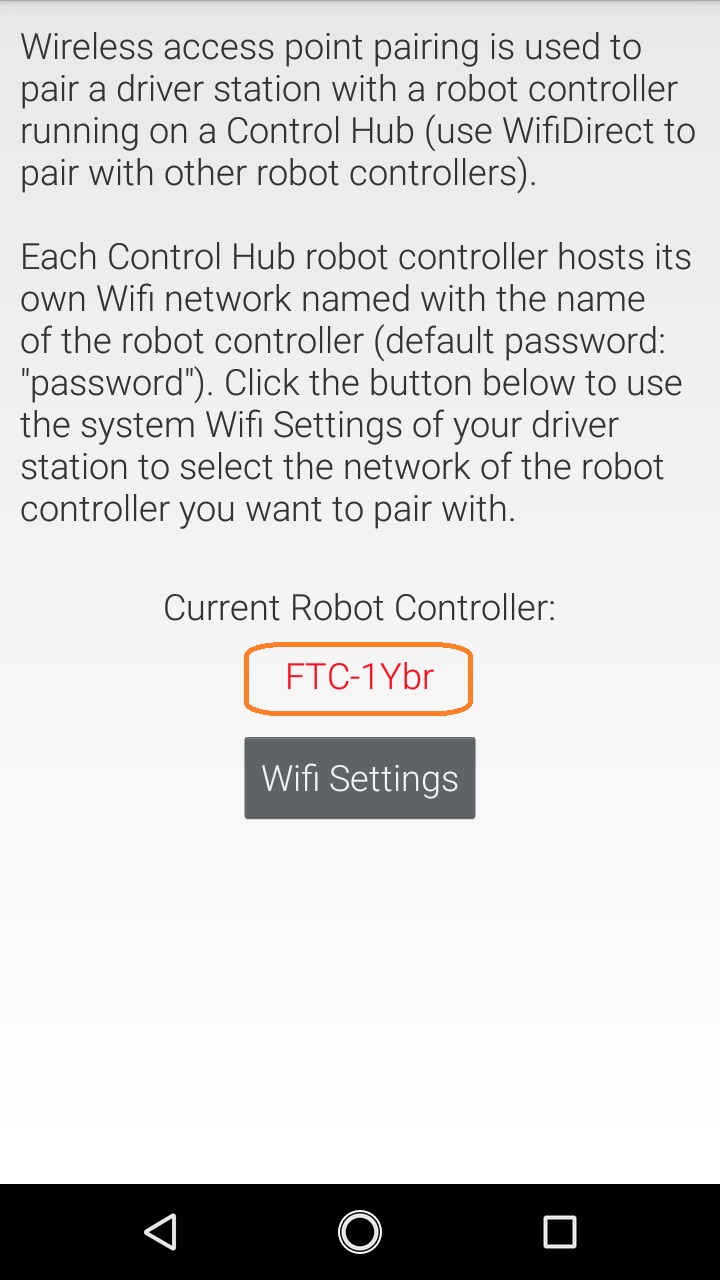 Wireless access point pairing is used to
pair a driver station with a robot controller
running on a Control Hub (use WifiDirect to
pair with other robot controllers).
Each Control Hub robot controller hosts its
own Wifi network named with the name
of the robot controller (default password:
"password"). Click the button below to use
the system Wifi Settings of your driver
station to select the network of the robot
controller you want to pair with.
Current Robot Controller:
FTC-1Ybr
Wifi Settings